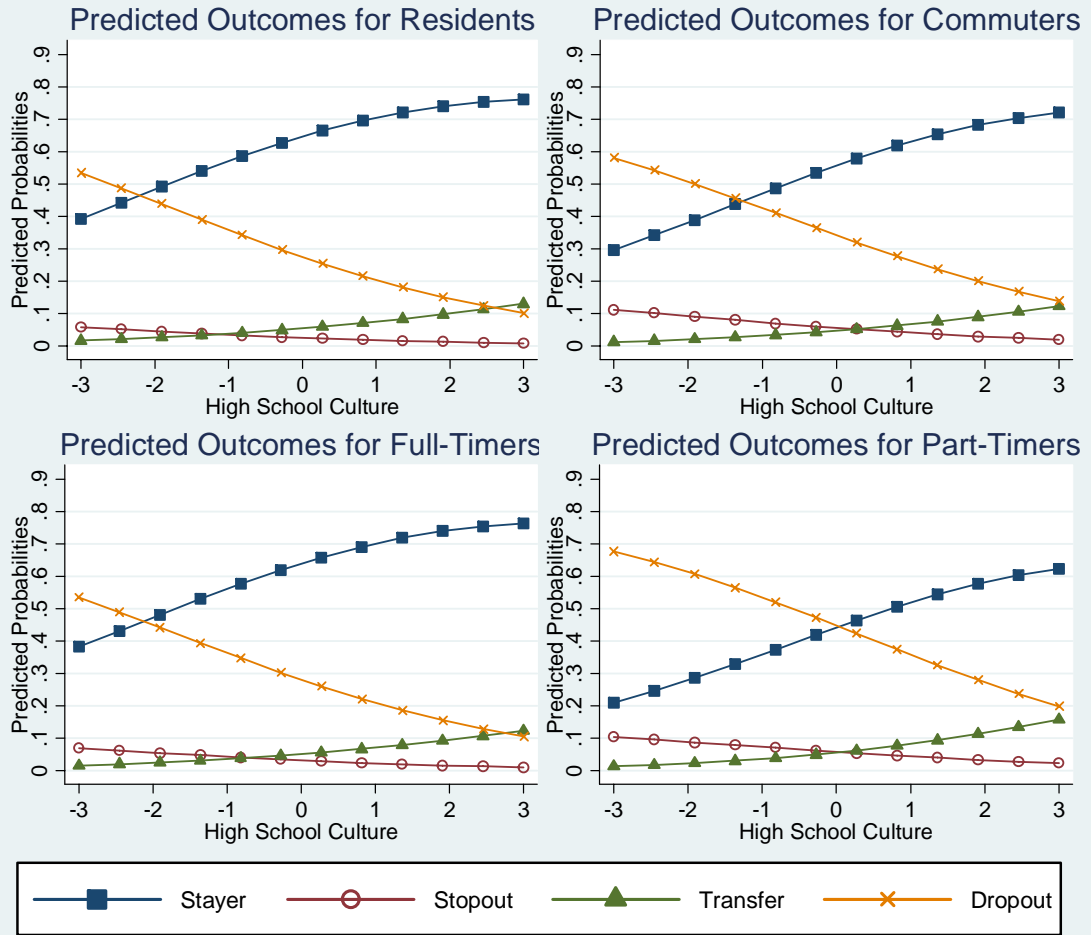 Predicted Outcomes for Residents
Predicted Probabilities
.9
.8
.7
.6
.5
.4
.3
.2
.1
0
-3 -2 -1 0 1 2 3
High School Culture
Predicted Outcomes for Commuters
Predicted Probabilities
.9
.8
.7
.6
.5
.4
.3
.2
.1
0
-3 -2 -1 0 1 2 3
High School Culture
Predicted Outcomes for Full-Timers
Predicted Probabilities
.9
.8
.7
.6
.5
.4
.3
.2
.1
0
-3 -2 -1 0 1 2 3
High School Culture
Predicted Outcomes for Part-Timers
Predicted Probabilities
.9
.8
.7
.6
.5
.4
.3
.2
.1
0
-3 -2 -1 0 1 2 3
High School Culture
Stayer Stopout Transfer Dropout